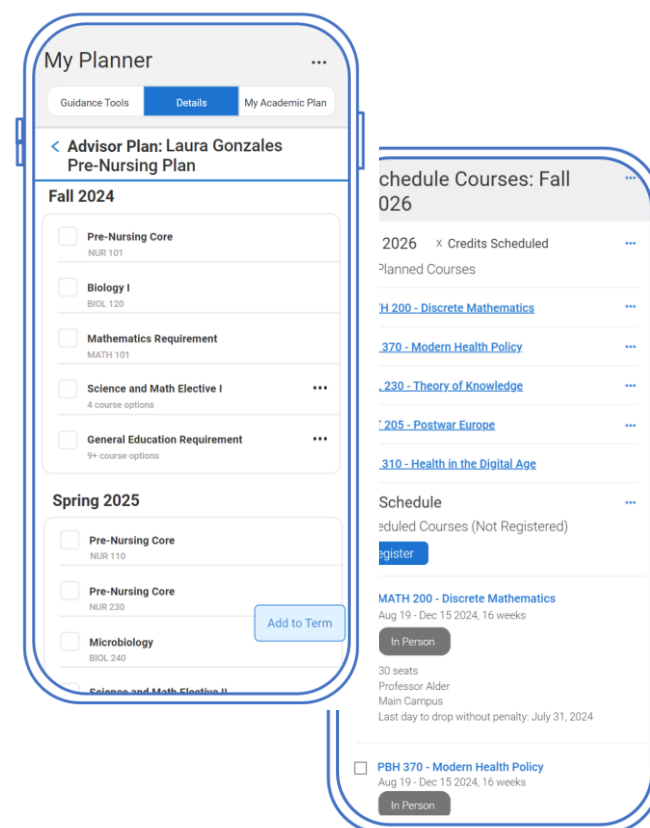 My Planner
...
Guidance Tools
Details
My Academic Plan
< Advisor Plan: Laura Gonzales
Pre-Nursing Plan
Fall 2024
Pre-Nursing Core
NUR 101
Biology I
BIOL 120
Mathematics Requirement
MATH 101
Science and Math Elective I
...
4 course options
General Education Requirement
...
9+ course options
Spring 2025
Pre-Nursing Core
NUR 110
Pre-Nursing Core
NUR 230
Add to Term
Microbiology
BIOL 240
Science and Math Elective II
chedule Courses: Fall
...
026
2026 x Credits Scheduled
...
Planned Courses
TH 200 - Discrete Mathematics
...
370 - Modern Health Policy
...
. 230 - Theory of Knowledge
...
T 205 - Postwar Europe
...
310 - Health in the Digital Age
Schedule
...
eduled Courses (Not Registered)
egister
MATH 200 - Discrete Mathematics
Aug 19 - Dec 15 2024, 16 weeks
In Person
30 seats
Professor Alder
Main Campus
Last day to drop without penalty: July 31, 2024
PBH 370 - Modern Health Policy
Aug 19 - Dec 15 2024, 16 weeks
In Person